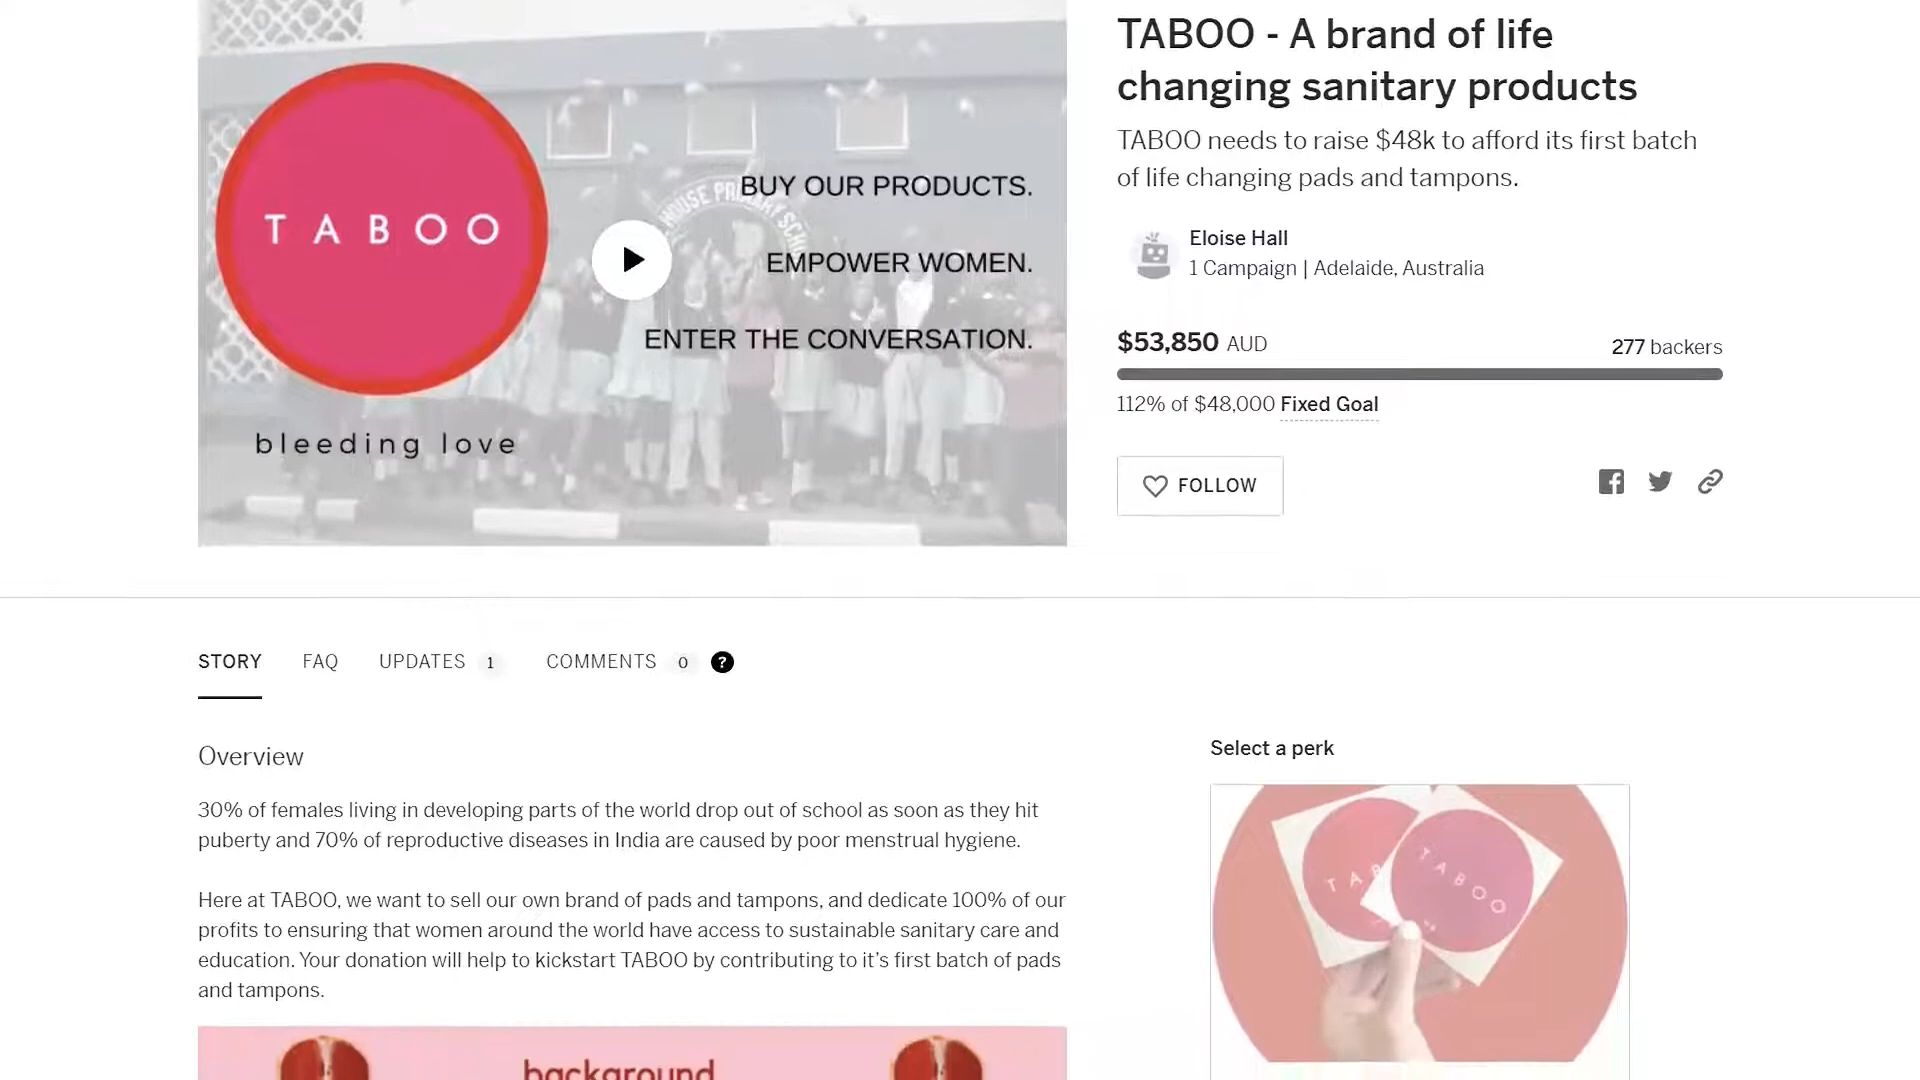 TABOO - A brand of life
changing sanitary products
TABOO needs to raise $48k to afford its first batch
of life changing pads and tampons.
Eloise Hall
1 Campaign | Adelaide, Australia
$53,850 AUD
277 backers
112% of $48,000 Fixed Goal
FOLLOW
TABOO
bleeding love
BUY OUR PRODUCTS.
EMPOWER WOMEN.
ENTER THE CONVERSATION.
STORY FAQ UPDATES 1 COMMENTS 0 ?
Overview
30% of females living in developing parts of the world drop out of school as soon as they hit
puberty and 70% of reproductive diseases in India are caused by poor menstrual hygiene.
Here at TABOO, we want to sell our own brand of pads and tampons, and dedicate 100% of our
profits to ensuring that women around the world have access to sustainable sanitary care and
education. Your donation will help to kickstart TABOO by contributing to it's first batch of pads
and tampons.
background
Select a perk
TAB
TABOO